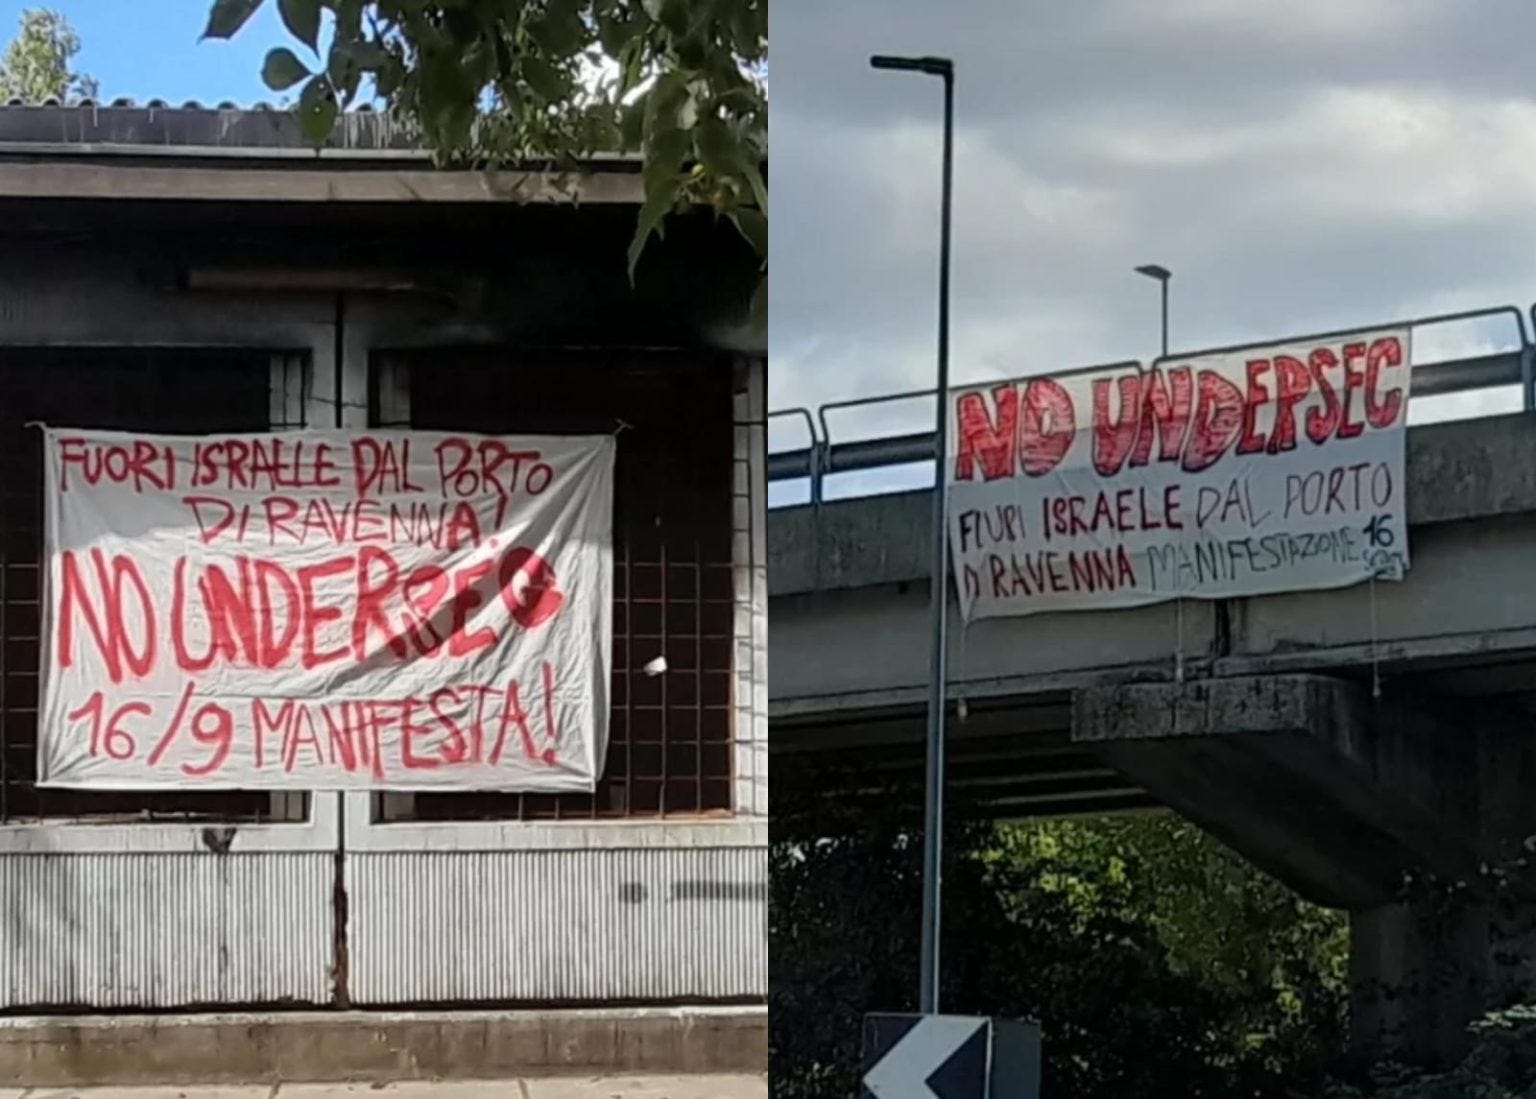 FUORI ISRAELE DAL PORTO
DI RAVENNA!
NO UNDERSEC
16/9 MANIFESTA!
NO UNDERSEC
FUORI ISRAELE DAL PORTO
DI RAVENNA MANIFESTAZIONE 16